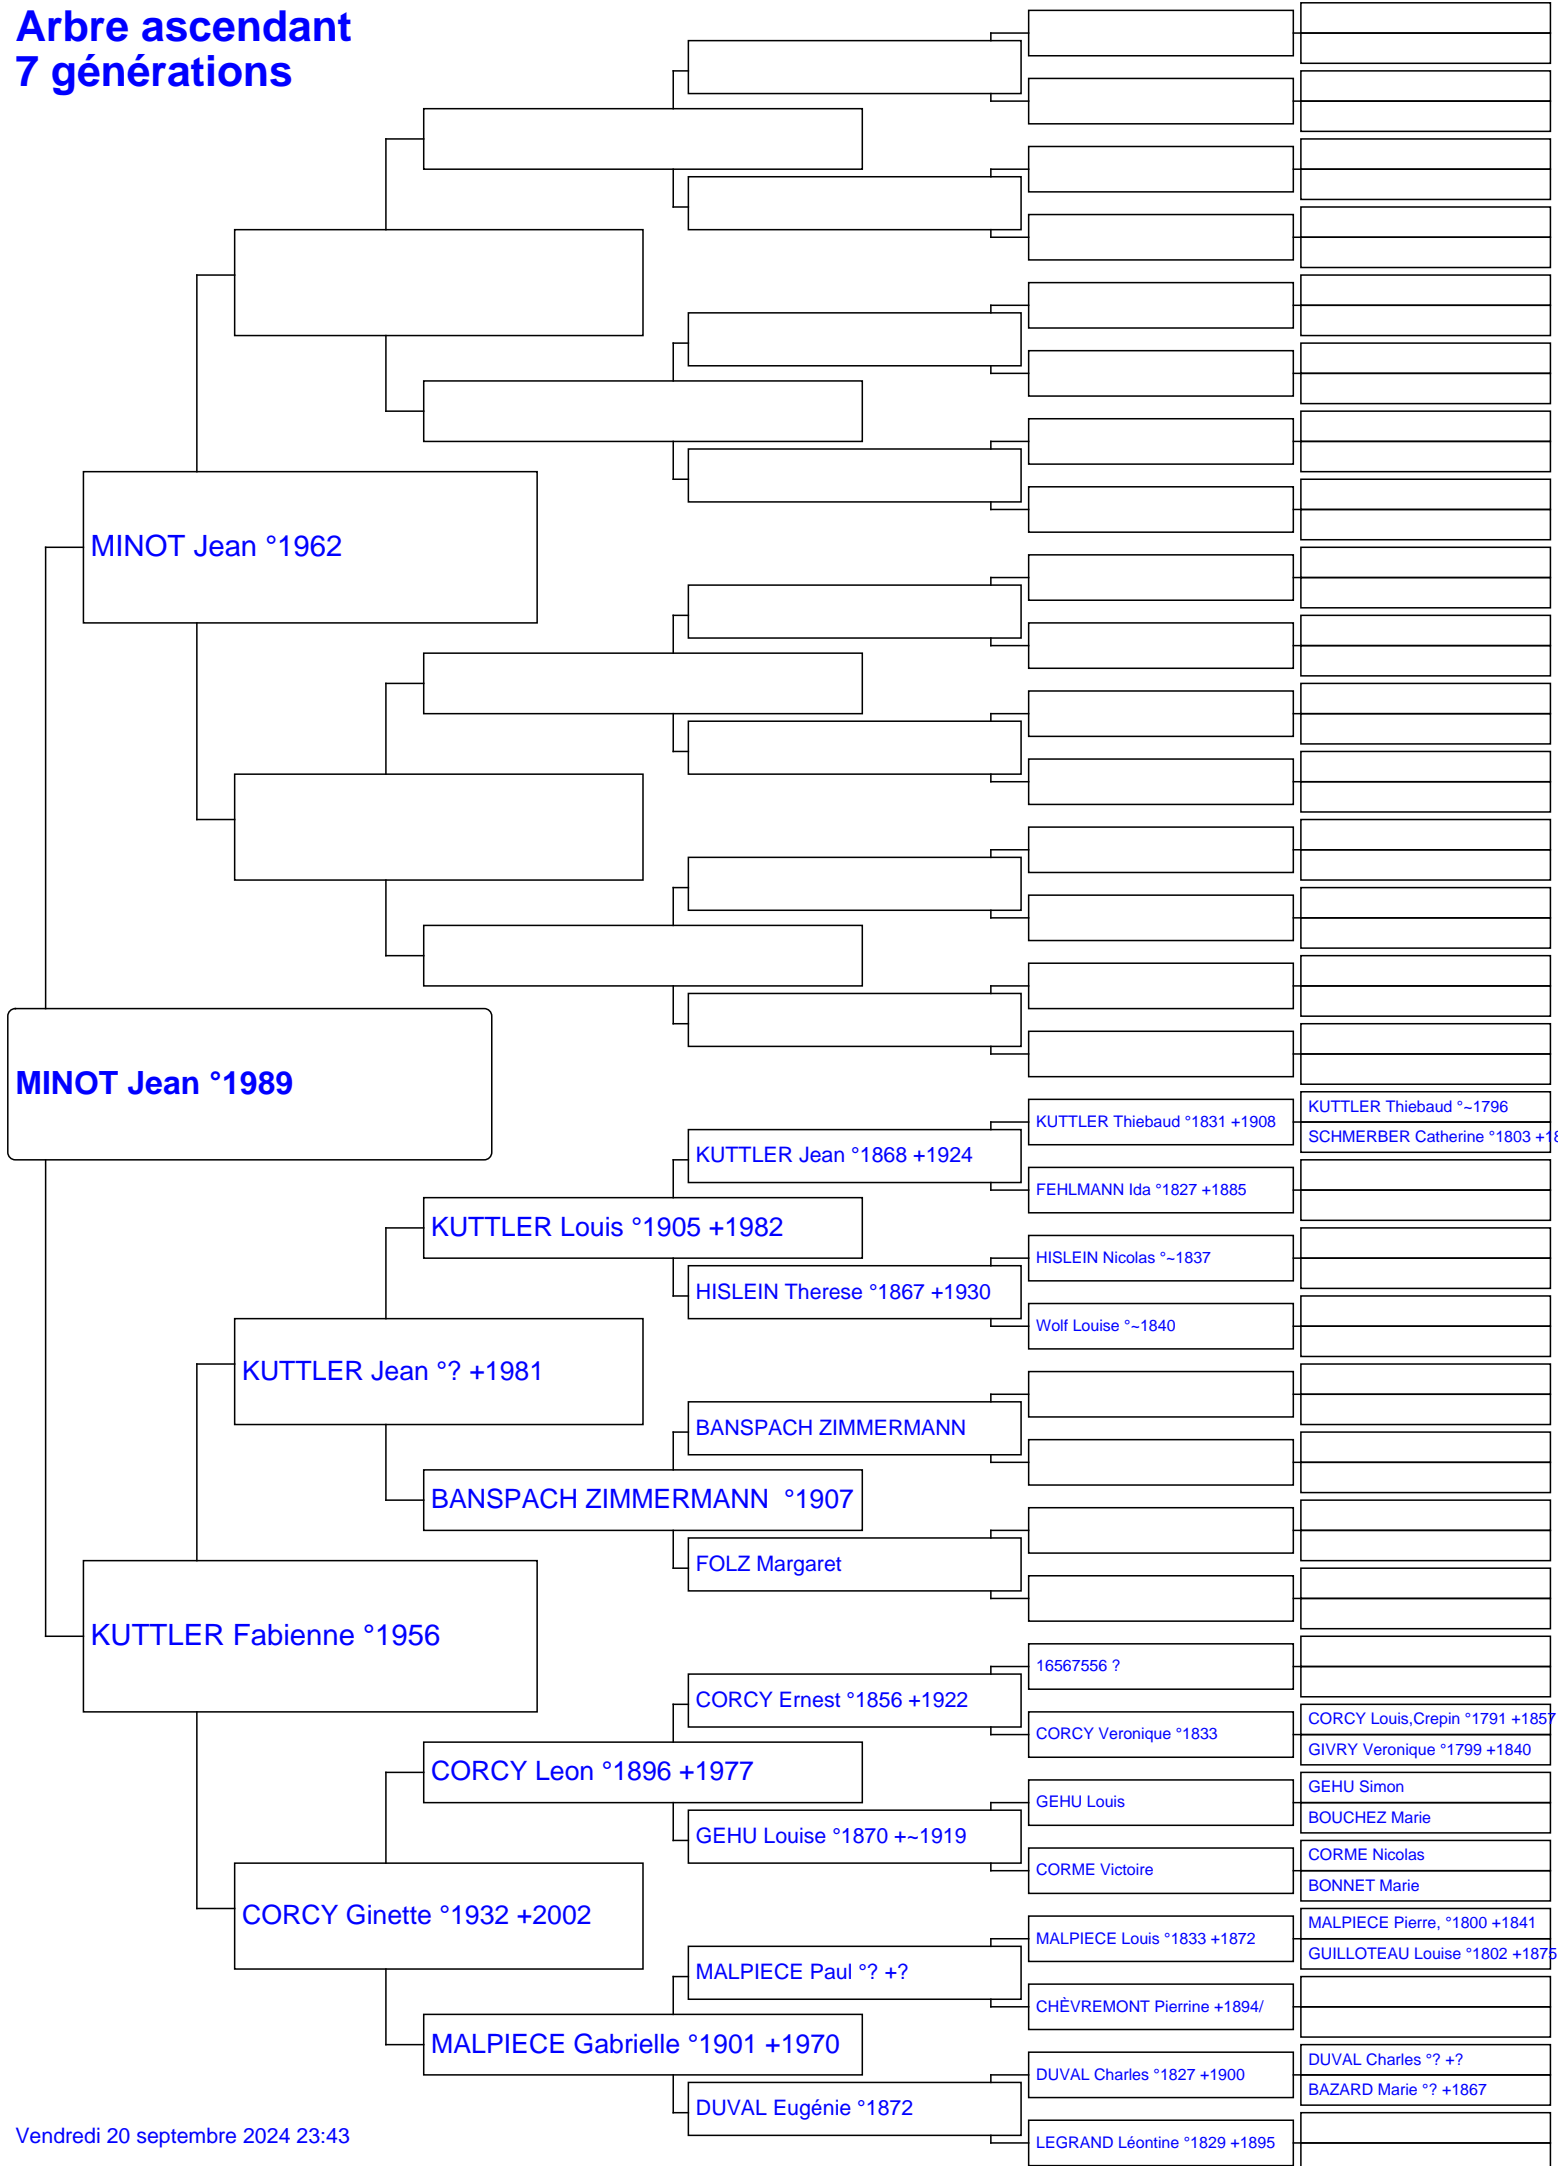 Arbre ascendant
7 générations
MINOT Jean °1962
MINOT Jean °1989
KUTTLER Thiebaud °~1796
KUTTLER Thiebaud °1831 +1908
SCHMERBER Catherine °1803 +18
KUTTLER Jean °1868 +1924
FEHLMANN Ida °1827 +1885
KUTTLER Louis °1905 +1982
HISLEIN Nicolas °~1837
HISLEIN Therese °1867 +1930
Wolf Louise °~1840
KUTTLER Jean °? +1981
BANSPACH ZIMMERMANN
BANSPACH ZIMMERMANN  °1907
FOLZ Margaret
KUTTLER Fabienne °1956
16567556 ?
CORCY Ernest °1856 +1922
CORCY Louis,Crepin °1791 +1857
CORCY Veronique °1833
GIVRY Veronique °1799 +1840
CORCY Leon °1896 +1977
GEHU Simon
GEHU Louis
BOUCHEZ Marie
GEHU Louise °1870 +~1919
CORME Nicolas
CORME Victoire
BONNET Marie
CORCY Ginette °1932 +2002
MALPIECE Pierre, °1800 +1841
MALPIECE Louis °1833 +1872
GUILLOTEAU Louise °1802 +1875
MALPIECE Paul °? +?
CHÈVREMONT Pierrine +1894/
MALPIECE Gabrielle °1901 +1970
DUVAL Charles °? +?
DUVAL Charles °1827 +1900
BAZARD Marie °? +1867
DUVAL Eugénie °1872
LEGRAND Léontine °1829 +1895
Vendredi 20 septembre 2024 23:43